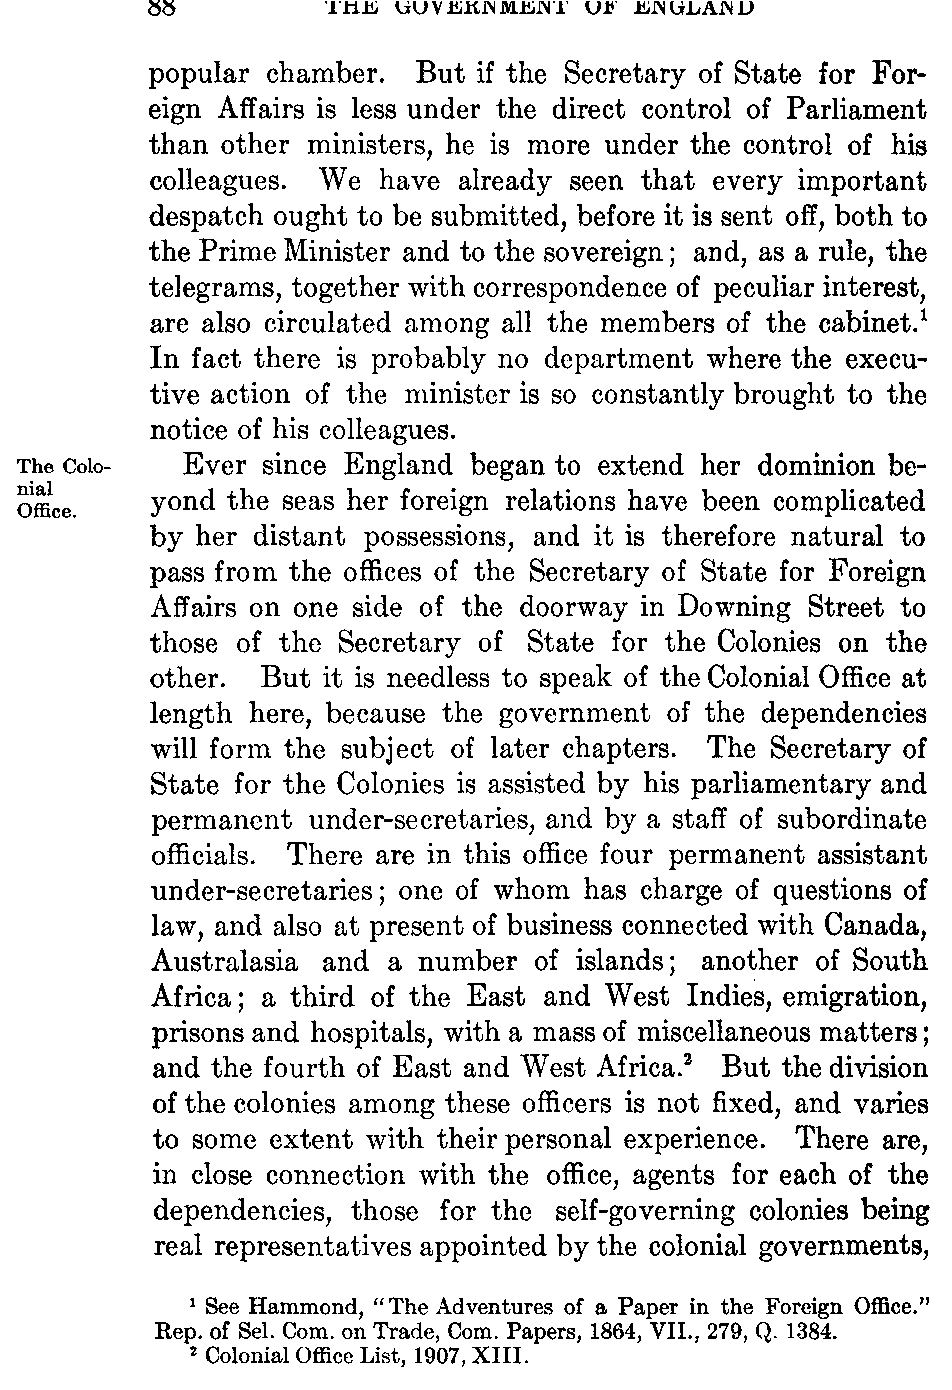 88 THE GOVERNMENT OF ENGLAND
popular chamber. But if the Secretary of State for For-
eign Affairs is less under the direct control of Parliament
than other ministers, he is more under the control of his
colleagues. We have already seen that every important
despatch ought to be submitted, before it is sent off, both to
the Prime Minister and to the sovereign; and, as a rule, the
telegrams, together with correspondence of peculiar interest,
are also circulated among all the members of the cabinet.¹
In fact there is probably no department where the execu-
tive action of the minister is so constantly brought to the
notice of his colleagues.
The Colo-
nial
Office.
Ever since England began to extend her dominion be-
yond the seas her foreign relations have been complicated
by her distant possessions, and it is therefore natural to
pass from the offices of the Secretary of State for Foreign
Affairs on one side of the doorway in Downing Street to
those of the Secretary of State for the Colonies on the
other. But it is needless to speak of the Colonial Office at
length here, because the government of the dependencies
will form the subject of later chapters. The Secretary of
State for the Colonies is assisted by his parliamentary and
permanent under-secretaries, and by a staff of subordinate
officials. There are in this office four permanent assistant
under-secretaries; one of whom has charge of questions of
law, and also at present of business connected with Canada,
Australasia and a number of islands; another of South
Africa; a third of the East and West Indies, emigration,
prisons and hospitals, with a mass of miscellaneous matters;
and the fourth of East and West Africa.² But the division
of the colonies among these officers is not fixed, and varies
to some extent with their personal experience. There are,
in close connection with the office, agents for each of the
dependencies, those for the self-governing colonies being
real representatives appointed by the colonial governments,
¹ See Hammond, "The Adventures of a Paper in the Foreign Office."
Rep. of Sel. Com. on Trade, Com. Papers, 1864, VII., 279, Q. 1384.
² Colonial Office List, 1907, XIII.